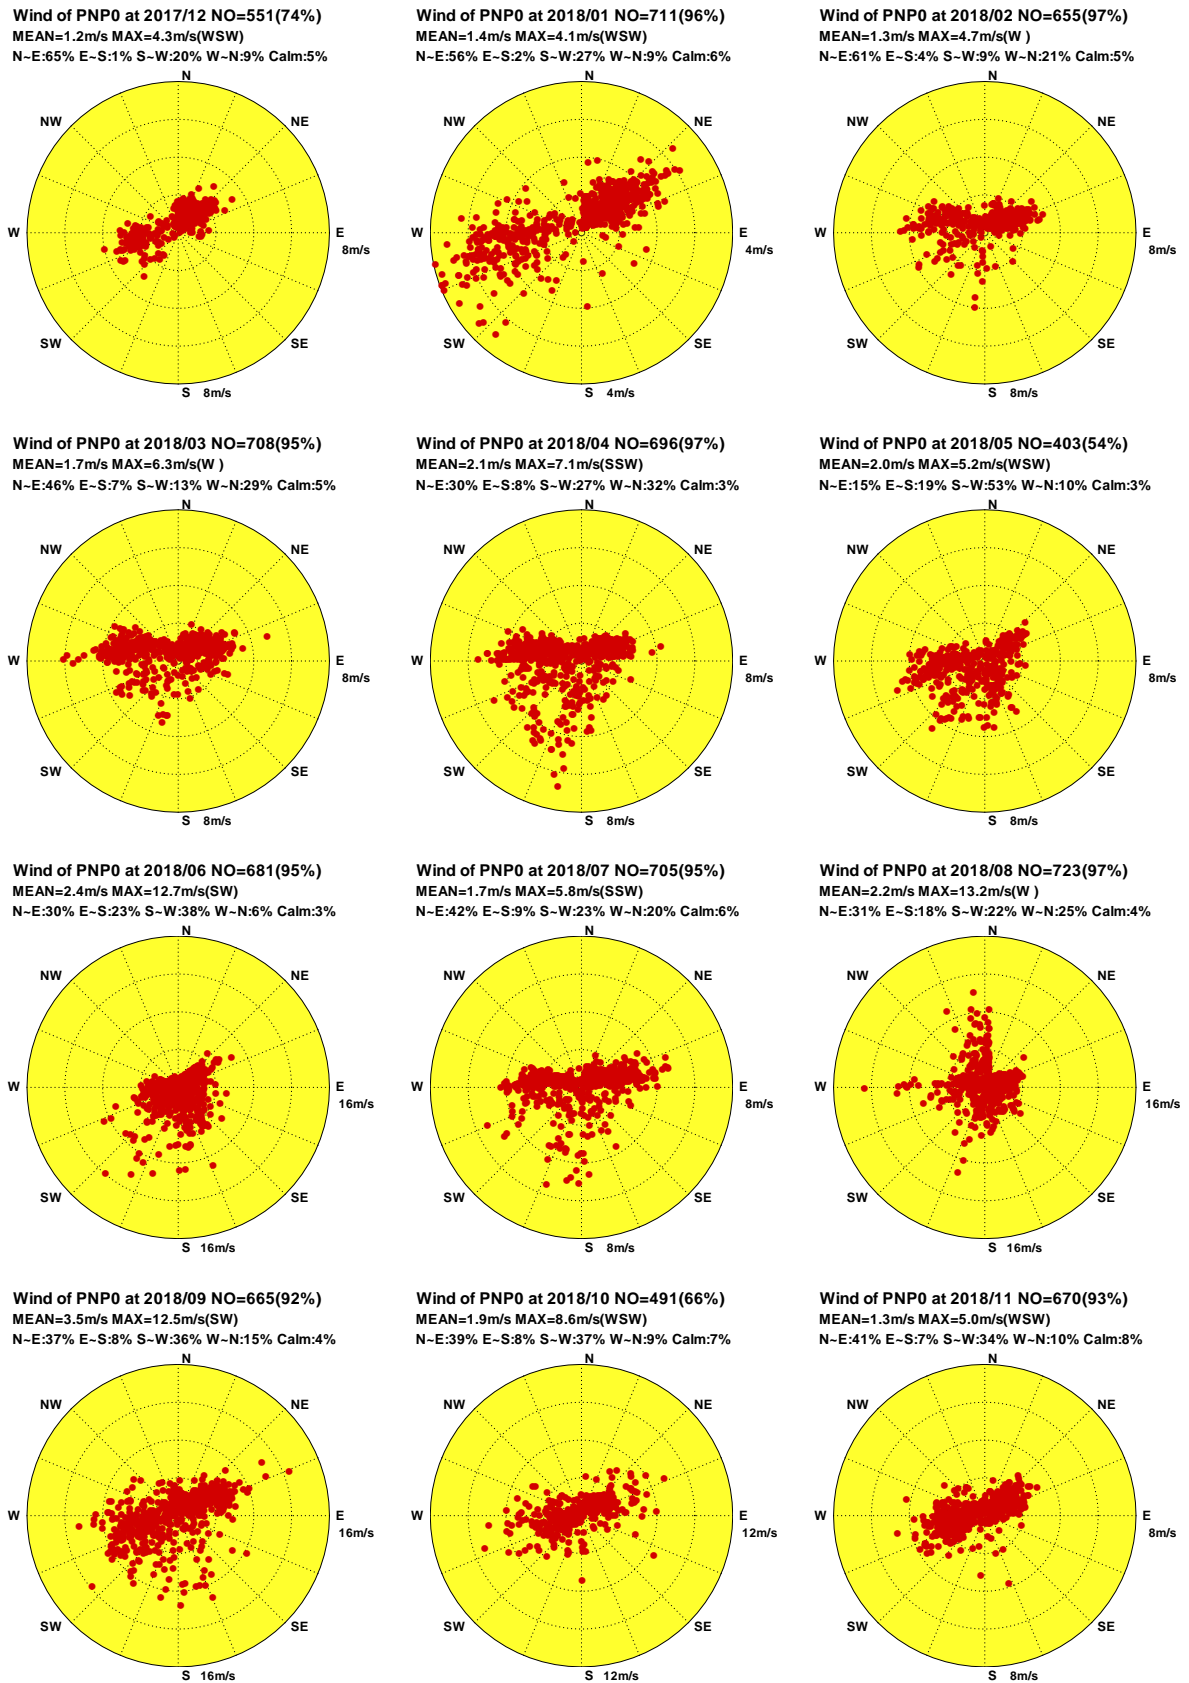 Wind of PNP0 at 2017/12 NO=551(74%)
MEAN=1.2m/s MAX=4.3m/s(WSW)
N~E:65% E~S:1% S~W:20% W~N:9% Calm:5%
N
NW
NE
W
E
8m/s
SW
SE
S 8m/s
Wind of PNP0 at 2018/01 NO=711(96%)
MEAN=1.4m/s MAX=4.1m/s(WSW)
N~E:56% E~S:2% S~W:27% W~N:9% Calm:6%
N
NW
NE
W
E
4m/s
SW
SE
S 4m/s
Wind of PNP0 at 2018/02 NO=655(97%)
MEAN=1.3m/s MAX=4.7m/s(W )
N~E:61% E~S:4% S~W:9% W~N:21% Calm:5%
N
NW
NE
W
E
8m/s
SW
SE
S 8m/s
Wind of PNP0 at 2018/03 NO=708(95%)
MEAN=1.7m/s MAX=6.3m/s(W )
N~E:46% E~S:7% S~W:13% W~N:29% Calm:5%
N
NW
NE
W
E
8m/s
SW
SE
S 8m/s
Wind of PNP0 at 2018/04 NO=696(97%)
MEAN=2.1m/s MAX=7.1m/s(SSW)
N~E:30% E~S:8% S~W:27% W~N:32% Calm:3%
N
NW
NE
W
E
8m/s
SW
SE
S 8m/s
Wind of PNP0 at 2018/05 NO=403(54%)
MEAN=2.0m/s MAX=5.2m/s(WSW)
N~E:15% E~S:19% S~W:53% W~N:10% Calm:3%
N
NW
NE
W
E
8m/s
SW
SE
S 8m/s
Wind of PNP0 at 2018/06 NO=681(95%)
MEAN=2.4m/s MAX=12.7m/s(SW)
N~E:30% E~S:23% S~W:38% W~N:6% Calm:3%
N
NW
NE
W
E
16m/s
SW
SE
S 16m/s
Wind of PNP0 at 2018/07 NO=705(95%)
MEAN=1.7m/s MAX=5.8m/s(SSW)
N~E:42% E~S:9% S~W:23% W~N:20% Calm:6%
N
NW
NE
W
E
8m/s
SW
SE
S 8m/s
Wind of PNP0 at 2018/08 NO=723(97%)
MEAN=2.2m/s MAX=13.2m/s(W )
N~E:31% E~S:18% S~W:22% W~N:25% Calm:4%
N
NW
NE
W
E
16m/s
SW
SE
S 16m/s
Wind of PNP0 at 2018/09 NO=665(92%)
MEAN=3.5m/s MAX=12.5m/s(SW)
N~E:37% E~S:8% S~W:36% W~N:15% Calm:4%
N
NW
NE
W
E
16m/s
SW
SE
S 16m/s
Wind of PNP0 at 2018/10 NO=491(66%)
MEAN=1.9m/s MAX=8.6m/s(WSW)
N~E:39% E~S:8% S~W:37% W~N:9% Calm:7%
N
NW
NE
W
E
12m/s
SW
SE
S 12m/s
Wind of PNP0 at 2018/11 NO=670(93%)
MEAN=1.3m/s MAX=5.0m/s(WSW)
N~E:41% E~S:7% S~W:34% W~N:10% Calm:8%
N
NW
NE
W
E
8m/s
SW
SE
S 8m/s